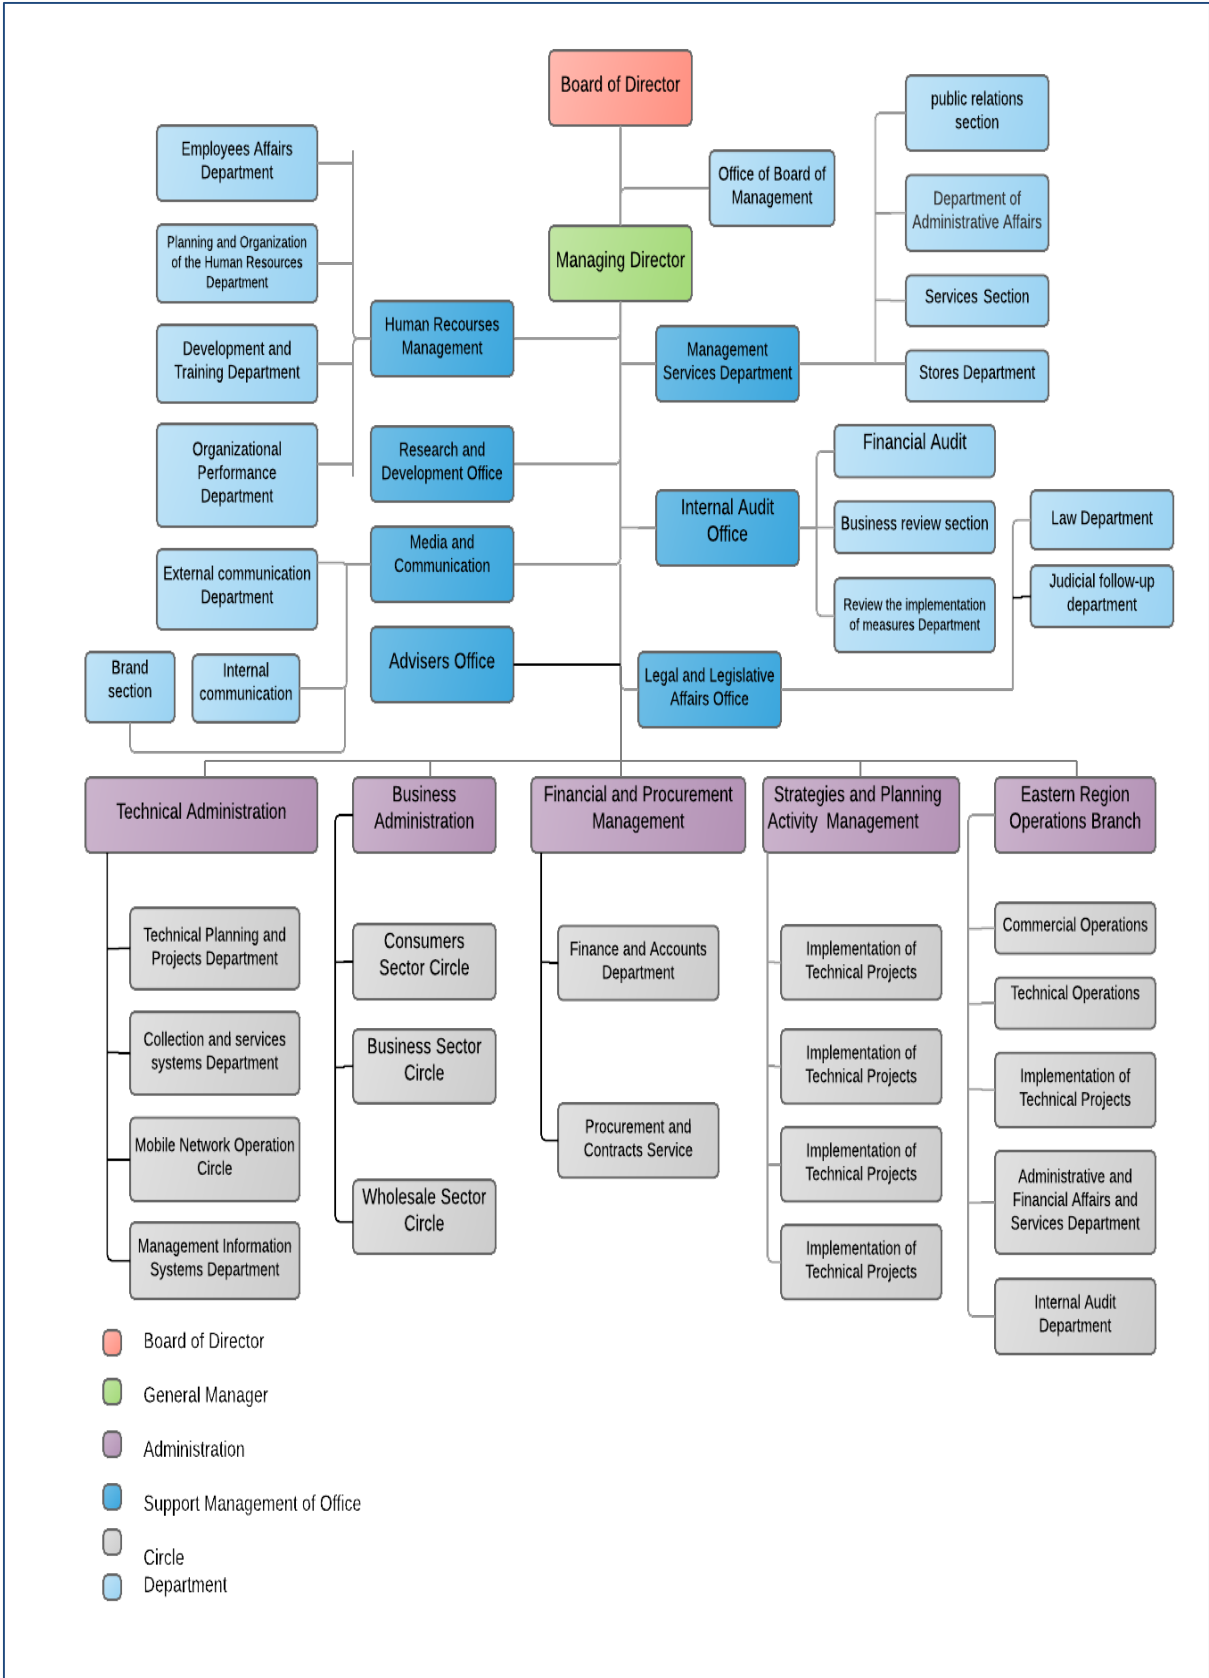 Board of Director
Office of Board of
Management
Managing Director
public relations
section
Department of
Administrative Affairs
Services Section
Stores Department
Management
Services Department
Employees Affairs
Department
Planning and Organization
of the Human Resources
Department
Development and
Training Department
Organizational
Performance
Department
Human Recourses
Management
Research and
Development Office
Media and
Communication
Advisers Office
External communication
Department
Brand
section
Internal
communication
Internal Audit
Office
Financial Audit
Business review section
Review the implementation
of measures Department
Legal and Legislative
Affairs Office
Law Department
Judicial follow-up
department
Technical Administration
Technical Planning and
Projects Department
Collection and services
systems Department
Mobile Network Operation
Circle
Management Information
Systems Department
Business
Administration
Consumers
Sector Circle
Business Sector
Circle
Wholesale Sector
Circle
Financial and Procurement
Management
Finance and Accounts
Department
Procurement and
Contracts Service
Strategies and Planning
Activity Management
Implementation of
Technical Projects
Implementation of
Technical Projects
Implementation of
Technical Projects
Implementation of
Technical Projects
Eastern Region
Operations Branch
Commercial Operations
Technical Operations
Implementation of
Technical Projects
Administrative and
Financial Affairs and
Services Department
Internal Audit
Department
Board of Director
General Manager
Administration
Support Management of Office
Circle
Department